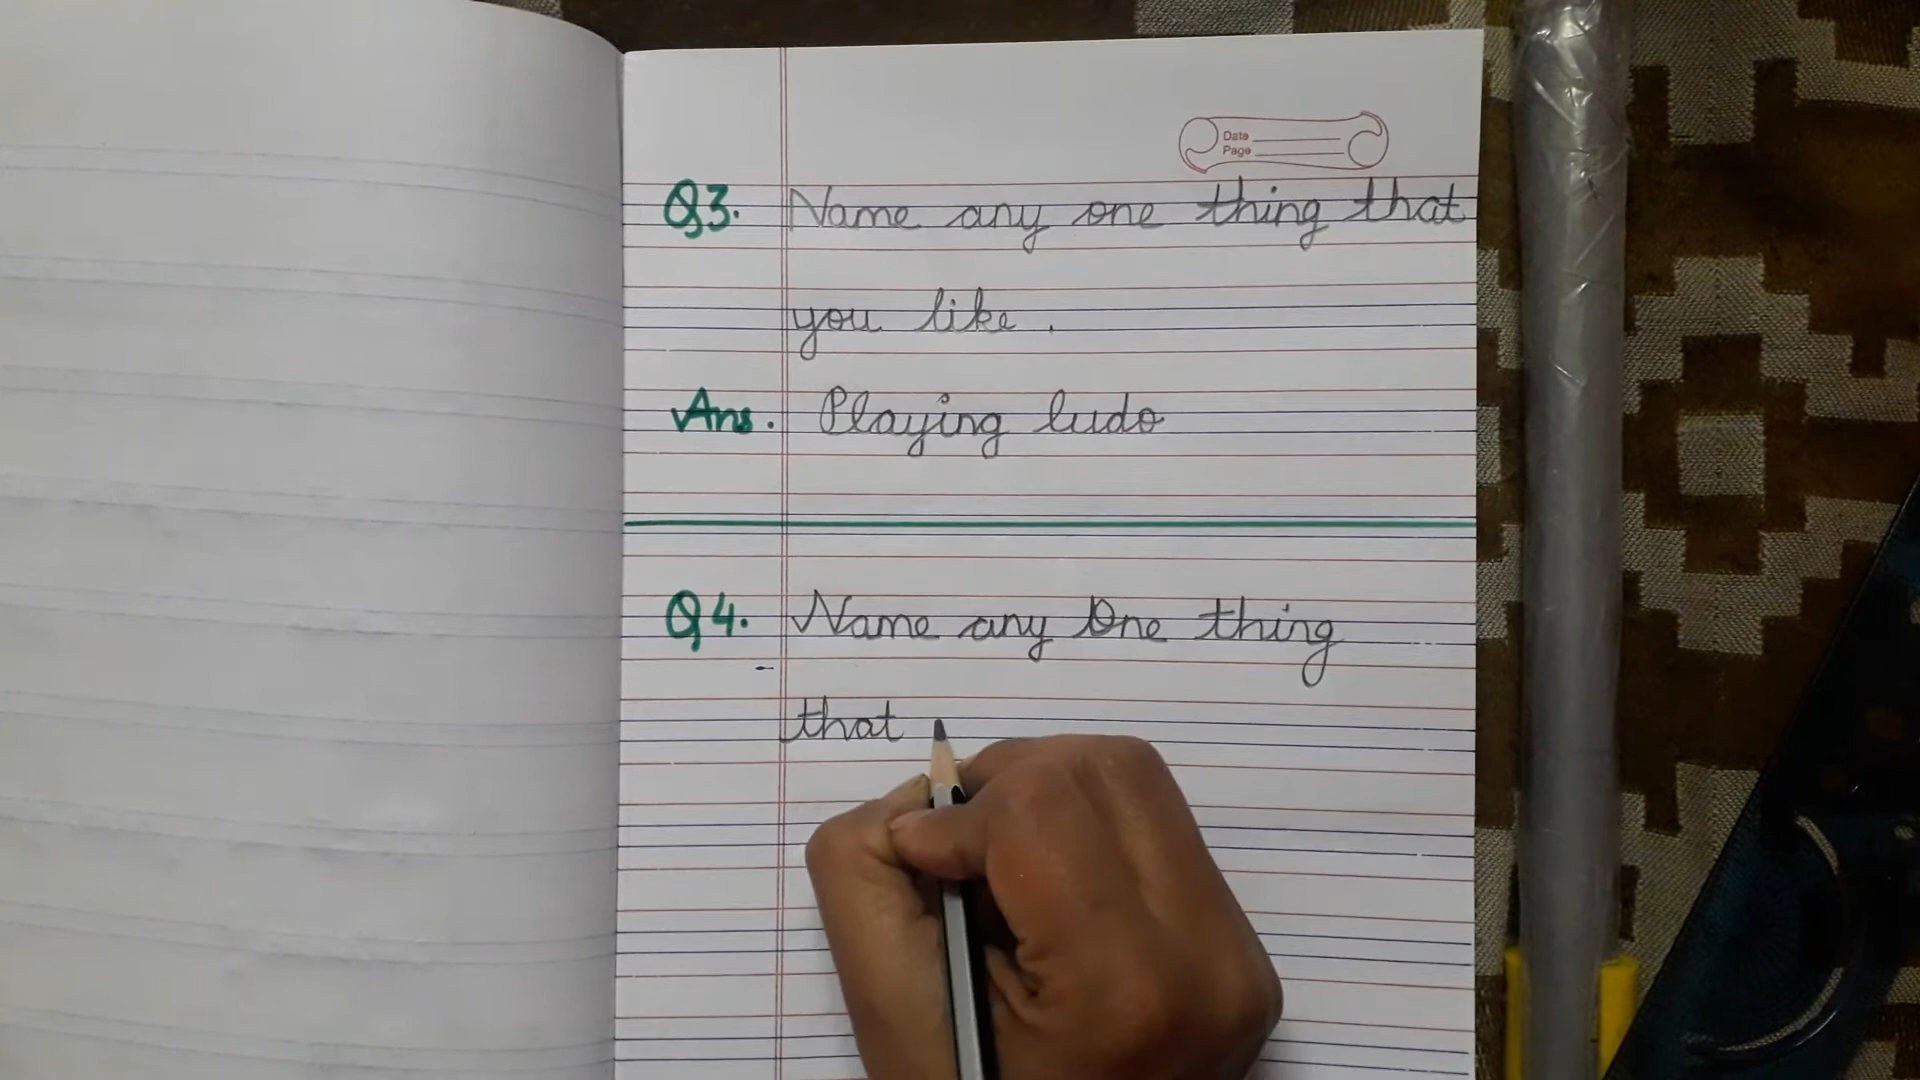 Date
Page
Q3. Name any one thing that
you like.
Ans. Playing ludo
Q4. Name any One thing
that